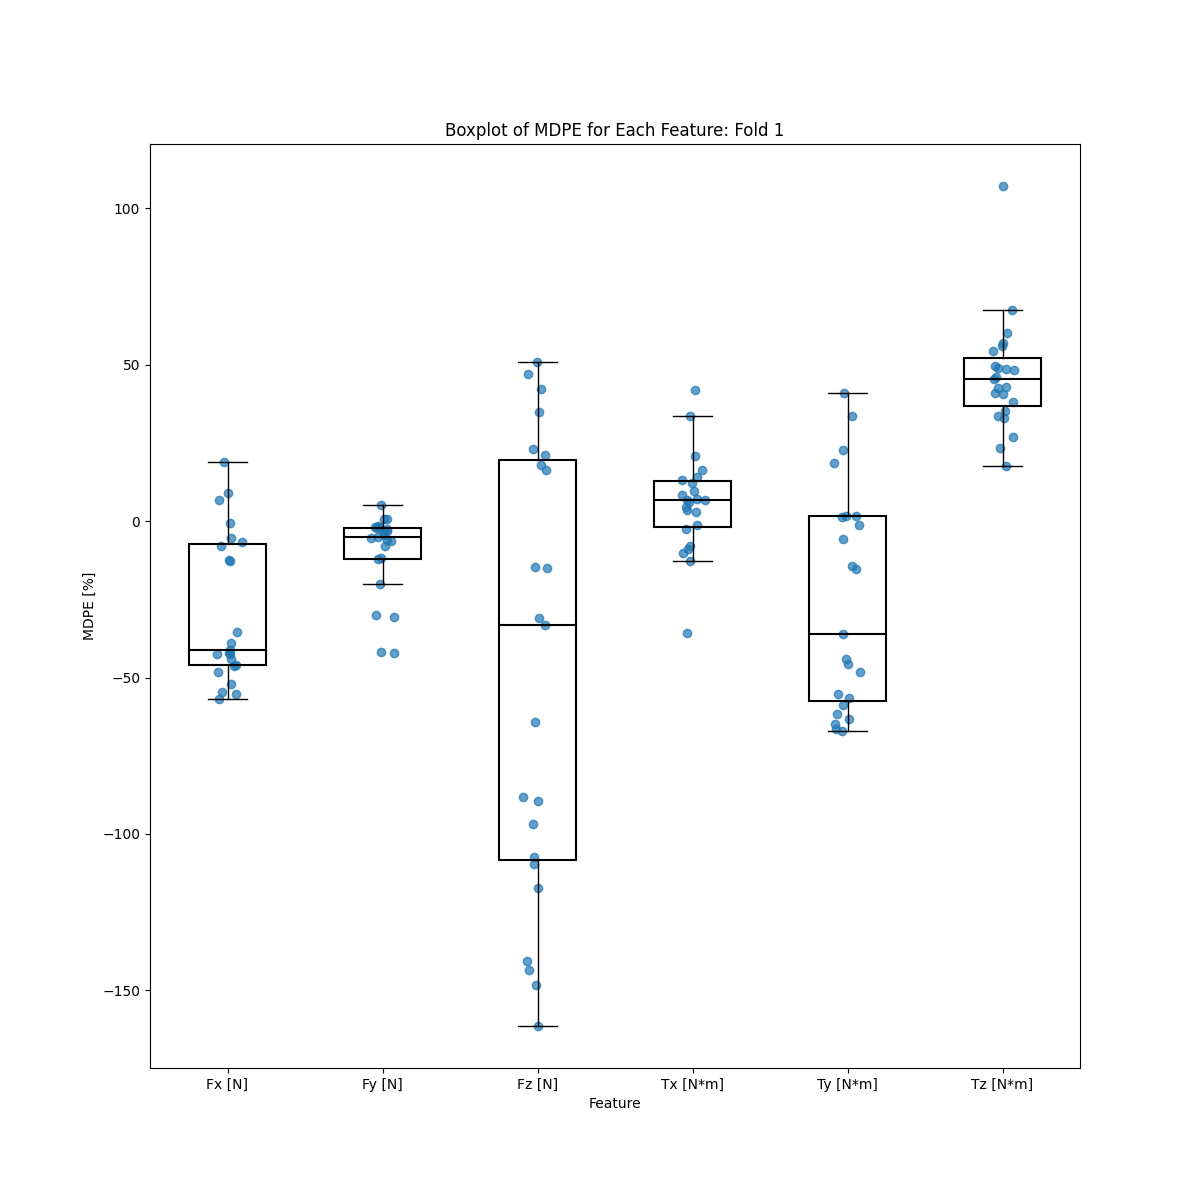 Boxplot of MDPE for Each Feature: Fold 1
MDPE [%]
100
50
0
−50
−100
−150
Fx [N] Fy [N] Fz [N] Tx [N*m] Ty [N*m] Tz [N*m]
Feature